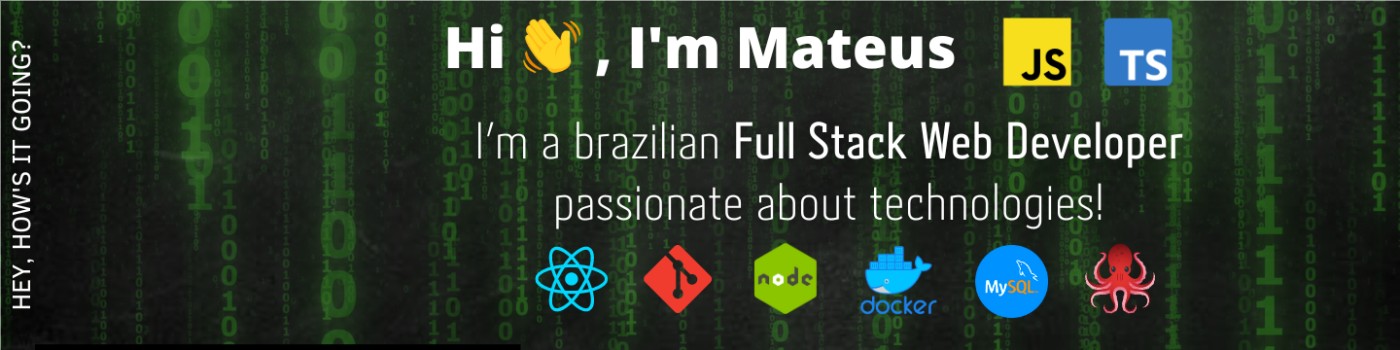 HEY, HOW'S IT GOING?
Hi 👋 , I'm Mateus
JS
TS
I'm a brazilian Full Stack Web Developer
passionate about technologies!
node
docker
MySQL